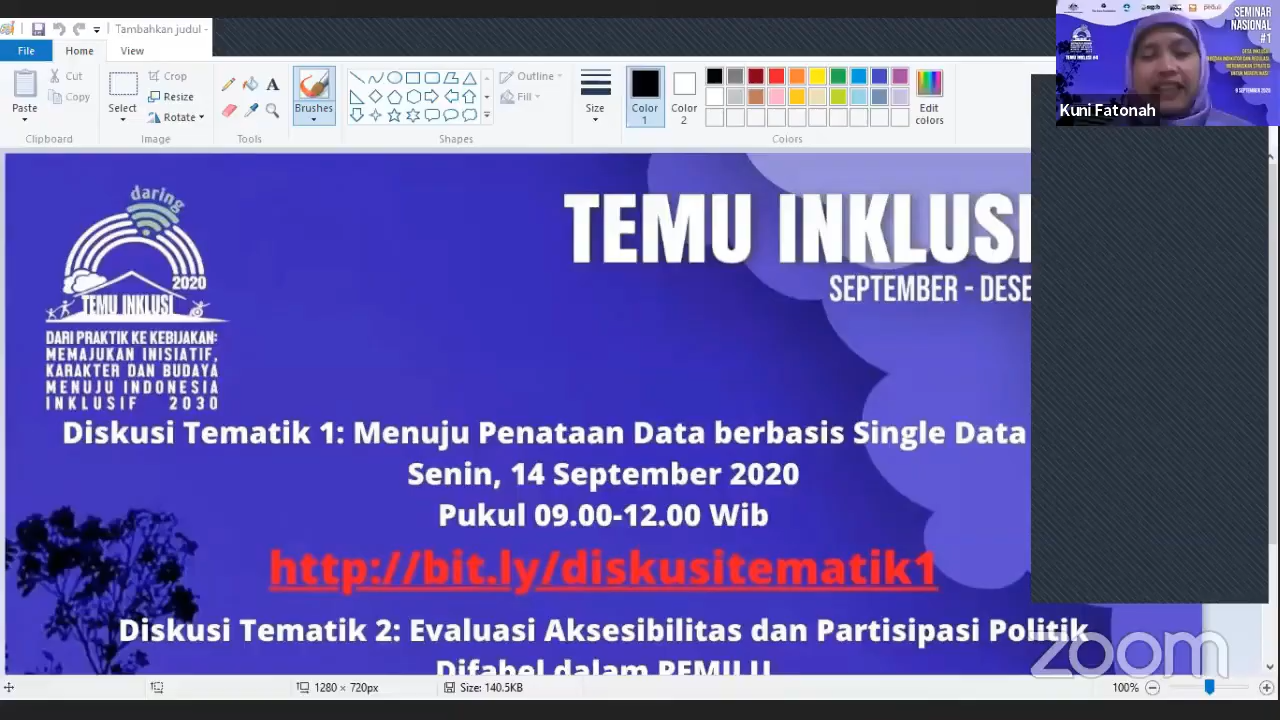 Tambahkan judul -
File
Home
View
Paste
Cut
Copy
Clipboard
Select
Crop
Resize
Rotate
Image
Tools
Brushes
Shapes
Outline
Fill
Size
Color
1
Color
2
Edit
colors
Colors
SEMINAR
NASIONAL
#1
Kuni Fatonah
daring
2020
TEMU INKLUSI
DARI PRAKTIK KE KEBIJAKAN:
MEMAJUKAN INISIATIF,
KARAKTER DAN BUDAYA
MENUJU INDONESIA
INKLUSIF 2030
TEMU INKLUSI
SEPTEMBER - DESE
Diskusi Tematik 1: Menuju Penataan Data berbasis Single Data
Senin, 14 September 2020
Pukul 09.00-12.00 Wib
http://bit.ly/diskusitematik1
Diskusi Tematik 2: Evaluasi Aksesibilitas dan Partisipasi Politik
Difabel dalam PEMILU
zoom
1280 × 720px
Size: 140.5KB
100%